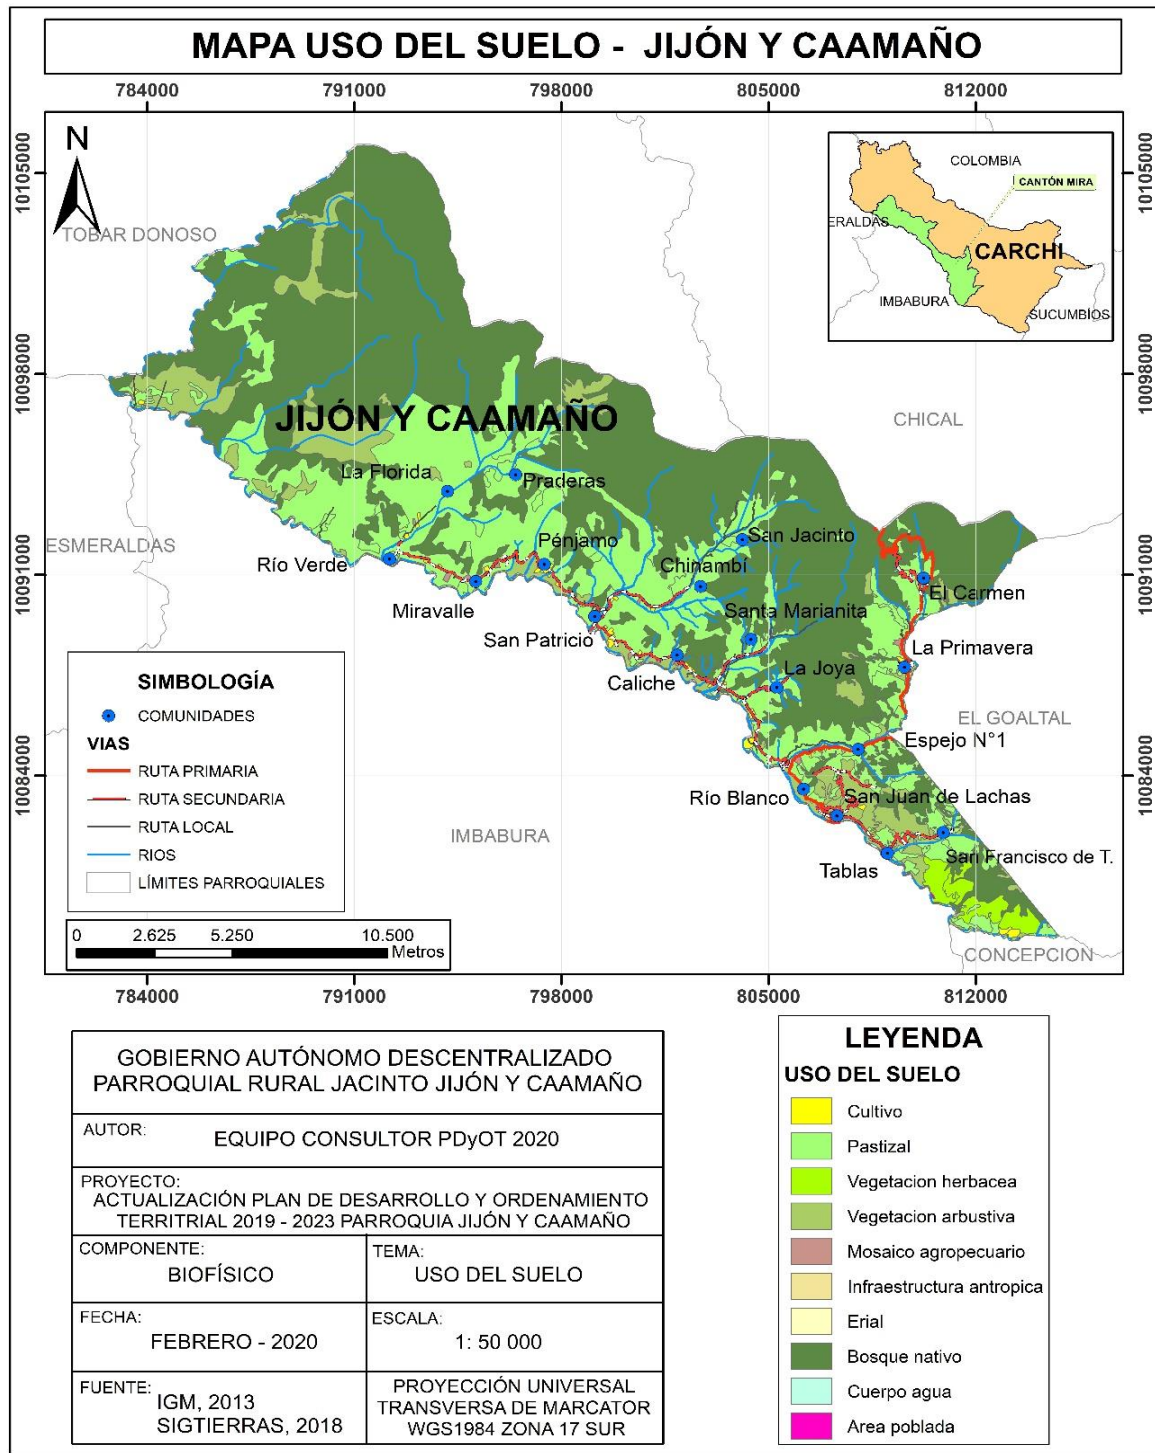 MAPA USO DEL SUELO - JIJÓN Y CAAMAÑO
784000 791000 798000 805000 812000
10105000 10105000
N
COLOMBIA
CANTÓN MIRA
ERALDAS
CARCHI
IMBABURA
SUCUMBÍOS
TOBAR DONOSO
10098000 10098000
JIJÓN Y CAAMAÑO
CHICAL
La Florida
Praderas
ESMERALDAS
Río Verde
Pénjamo
San Jacinto
Chinambí
10091000 10091000
El Carmen
Miravalle
Santa Marianita
San Patricio
La Primavera
Caliche
La Joya
EL GOALTAL
Espejo N°1
10084000 10084000
Río Blanco
San Juan de Lachas
IMBABURA
Tablas
San Francisco de T.
CONCEPCION
SIMBOLOGÍA
COMUNIDADES
VIAS
RUTA PRIMARIA
RUTA SECUNDARIA
RUTA LOCAL
RIOS
LÍMITES PARROQUIALES
0 2.625 5.250 10.500
Metros
784000 791000 798000 805000 812000
GOBIERNO AUTÓNOMO DESCENTRALIZADO
PARROQUIAL RURAL JACINTO JIJÓN Y CAAMAÑO
AUTOR: EQUIPO CONSULTOR PDyOT 2020
PROYECTO:
ACTUALIZACIÓN PLAN DE DESARROLLO Y ORDENAMIENTO
TERRITRIAL 2019 - 2023 PARROQUIA JIJÓN Y CAAMAÑO
COMPONENTE:
BIOFÍSICO
TEMA:
USO DEL SUELO
FECHA:
FEBRERO - 2020
ESCALA:
1: 50 000
FUENTE:
IGM, 2013
SIGTIERRAS, 2018
PROYECCIÓN UNIVERSAL
TRANSVERSA DE MARCATOR
WGS1984 ZONA 17 SUR
LEYENDA
USO DEL SUELO
Cultivo
Pastizal
Vegetacion herbacea
Vegetacion arbustiva
Mosaico agropecuario
Infraestructura antropica
Erial
Bosque nativo
Cuerpo agua
Area poblada